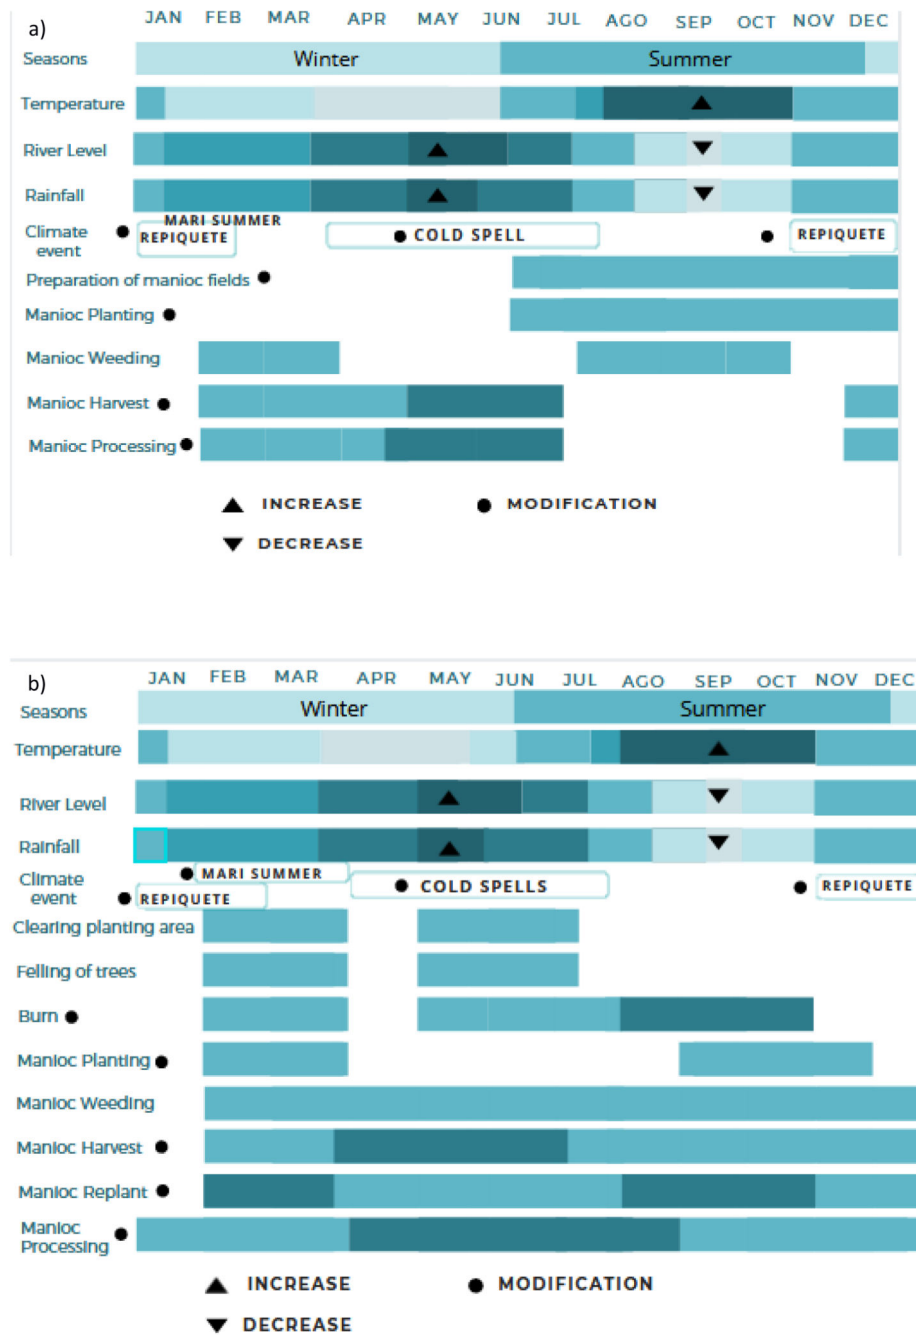 a)
JAN FEB MAR APR MAY JUN JUL AGO SEP OCT NOV DEC
Seasons Winter Summer
Temperature
River Level
Rainfall
MARI SUMMER
Climate
event
REPIQUETE
COLD SPELL
REPIQUETE
Preparation of manioc fields
Manioc Planting
Manioc Weeding
Manioc Harvest
Manioc Processing
INCREASE
MODIFICATION
DECREASE
b)
JAN FEB MAR APR MAY JUN JUL AGO SEP OCT NOV DEC
Seasons Winter Summer
Temperature
River Level
Rainfall
Climate
event
MARI SUMMER
REPIQUETE
COLD SPELLS
REPIQUETE
Clearing planting area
Felling of trees
Burn
Manioc Planting
Manioc Weeding
Manioc Harvest
Manioc Replant
Manioc
Processing
INCREASE
MODIFICATION
DECREASE